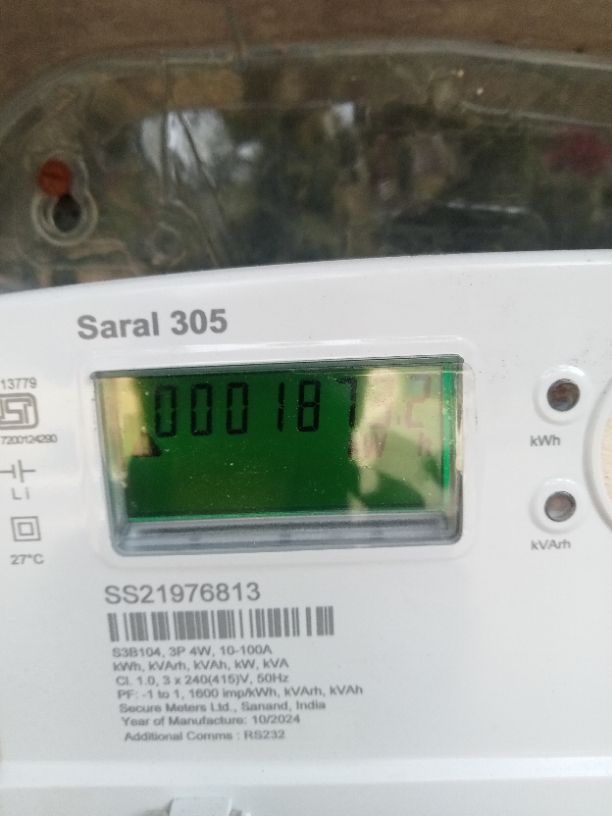 Saral 305
13779
7200124290
Li
27°C
kWh
kVArh
kW h
SS21976813
S3B104, 3P 4W, 10-100A
kWh, kVArh, kVAh, kW, kVA
Cl. 1.0, 3 x 240(415)V, 50Hz
PF: -1 to 1, 1600 imp/kWh, kVArh, kVAh
Secure Meters Ltd., Sanand, India
Year of Manufacture: 10/2024
Additional Comms : RS232